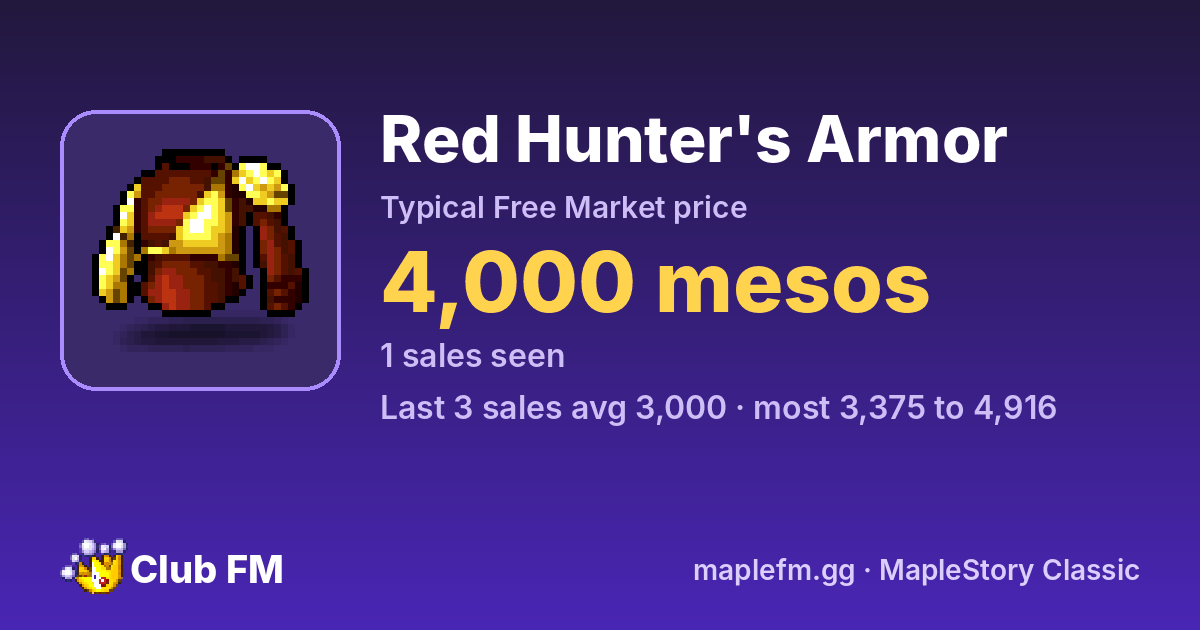 Red Hunter's Armor
Typical Free Market price
4,000 mesos
1 sales seen
Last 3 sales avg 3,000 · most 3,375 to 4,916
Club FM
maplefm.gg · MapleStory Classic